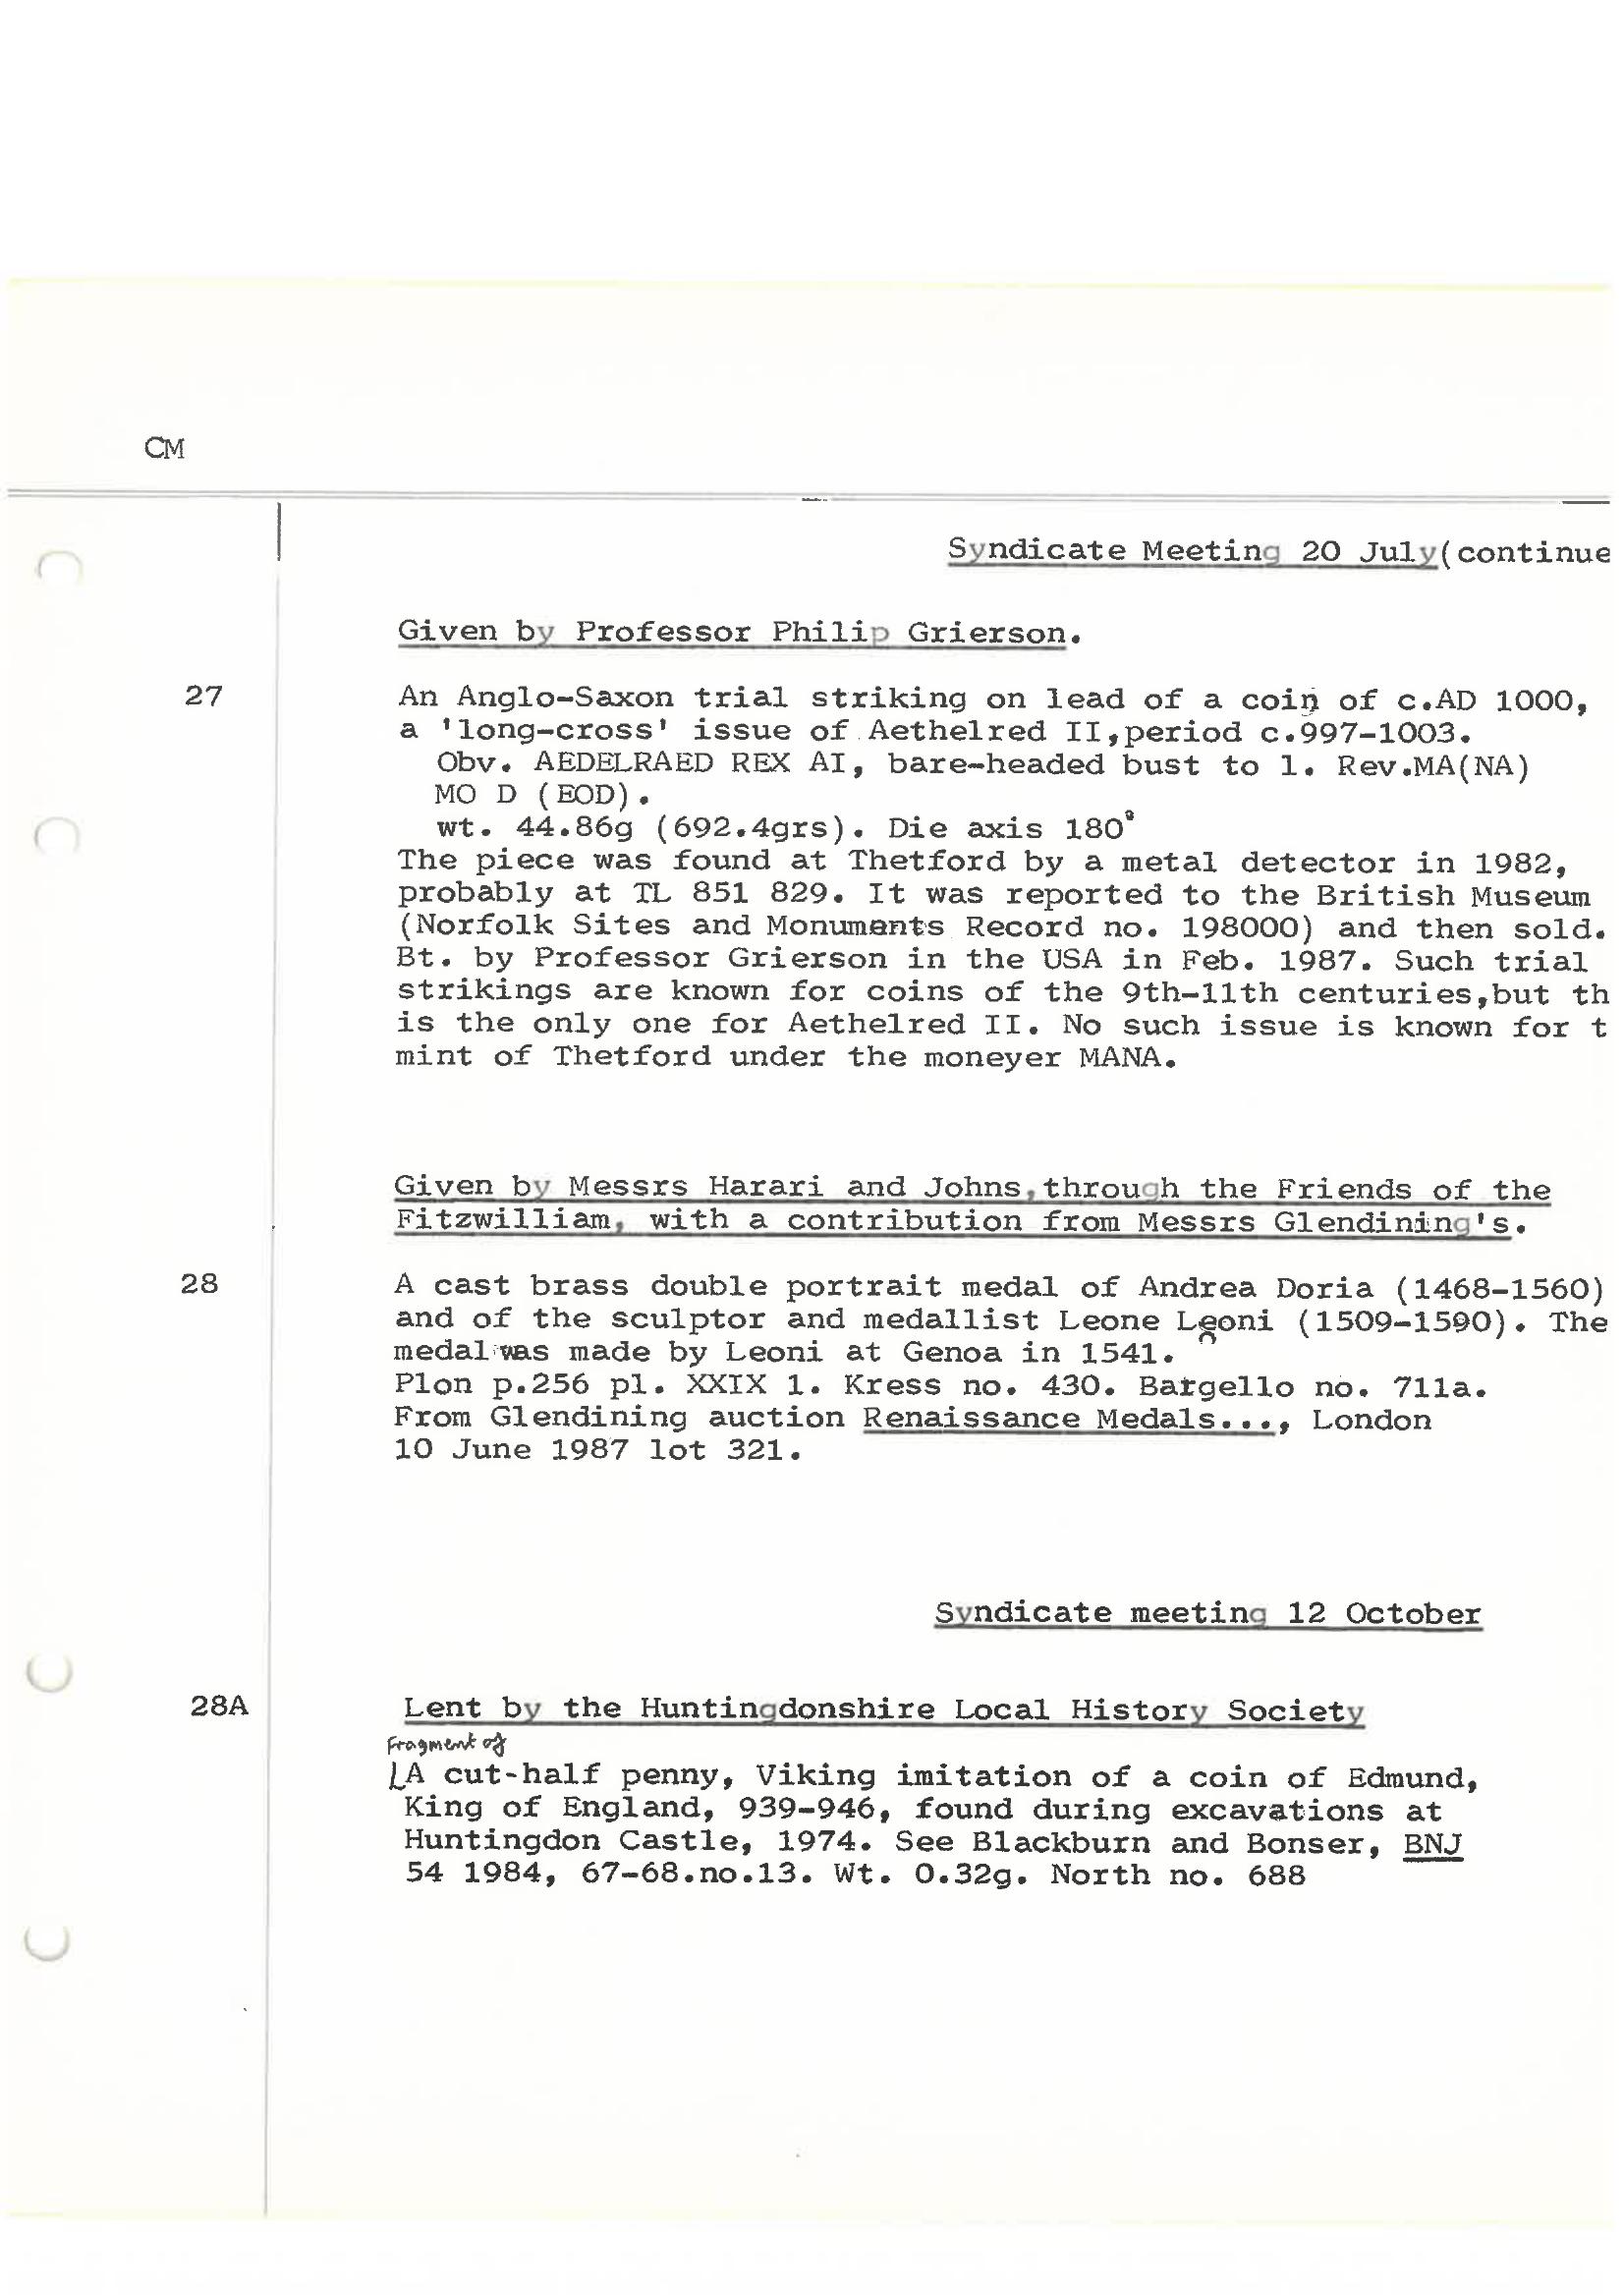 CM
Syndicate Meeting 20 July(continue
Given by Professor Philip Grierson.
27 An Anglo-Saxon trial striking on lead of a coin of c.AD 1000,
a 'long-cross' issue of Aethelred II,period c.997-1003.
Obv. AEDELRAED REX AI, bare-headed bust to l. Rev.MA(NA)
MO D (EOD).
wt. 44.86g (692.4grs). Die axis 180°
The piece was found at Thetford by a metal detector in 1982,
probably at TL 851 829. It was reported to the British Museum
(Norfolk Sites and Monuments Record no. 198000) and then sold.
Bt. by Professor Grierson in the USA in Feb. 1987. Such trial
strikings are known for coins of the 9th-11th centuries,but th
is the only one for Aethelred II. No such issue is known for t
mint of Thetford under the moneyer MANA.
Given by Messrs Harari and Johns,through the Friends of the
Fitzwilliam, with a contribution from Messrs Glendining's.
28 A cast brass double portrait medal of Andrea Doria (1468-1560)
and of the sculptor and medallist Leone Leoni (1509-1590). The
medal was made by Leoni at Genoa in 1541.
Plon p.256 pl. XXIX 1. Kress no. 430. Bargello no. 711a.
From Glendining auction Renaissance Medals..., London
10 June 1987 lot 321.
Syndicate meeting 12 October
28A Lent by the Huntingdonshire Local History Society
Fragment of
A cut-half penny, Viking imitation of a coin of Edmund,
King of England, 939-946, found during excavations at
Huntingdon Castle, 1974. See Blackburn and Bonser, BNJ
54 1984, 67-68.no.13. Wt. 0.32g. North no. 688